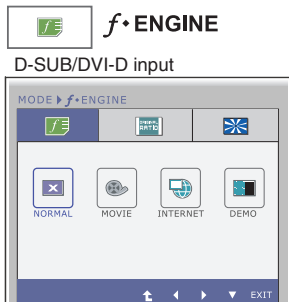 f•ENGINE
D-SUB/DVI-D input
MODE f•ENGINE
NORMAL MOVIE INTERNET DEMO
EXIT